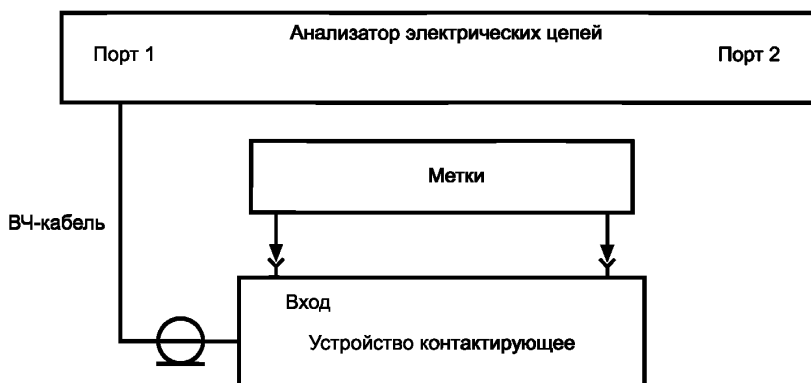 Анализатор электрических цепей
Порт 1
Порт 2
Метки
ВЧ-кабель
Вход
Устройство контактирующее